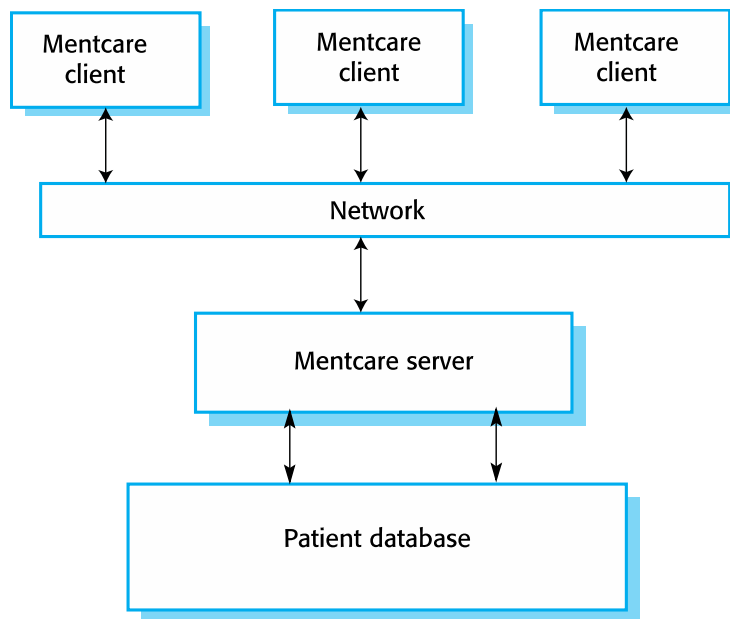 Mentcare
client
Mentcare
client
Mentcare
client
Network
Mentcare server
Patient database